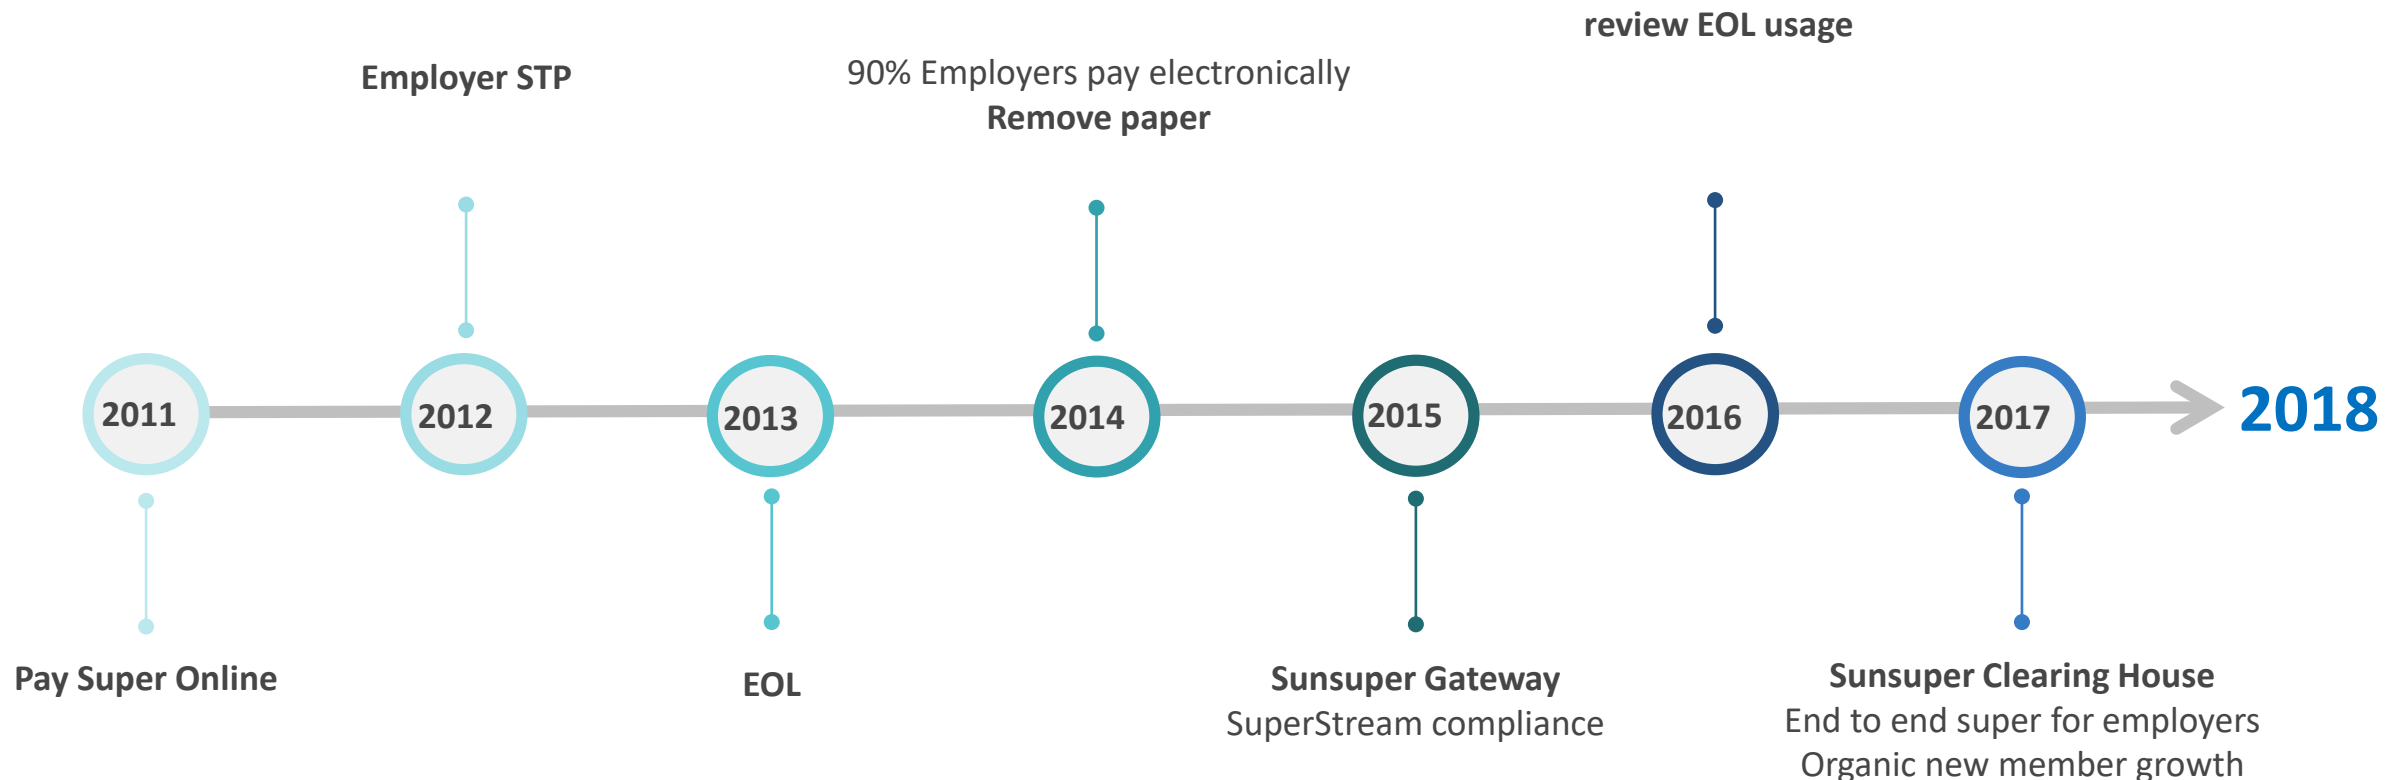 review EOL usage
Employer STP
90% Employers pay electronically
Remove paper
2011
2012
2013
2014
2015
2016
2017
2018
Pay Super Online
EOL
Sunsuper Gateway
SuperStream compliance
Sunsuper Clearing House
End to end super for employers
Organic new member growth